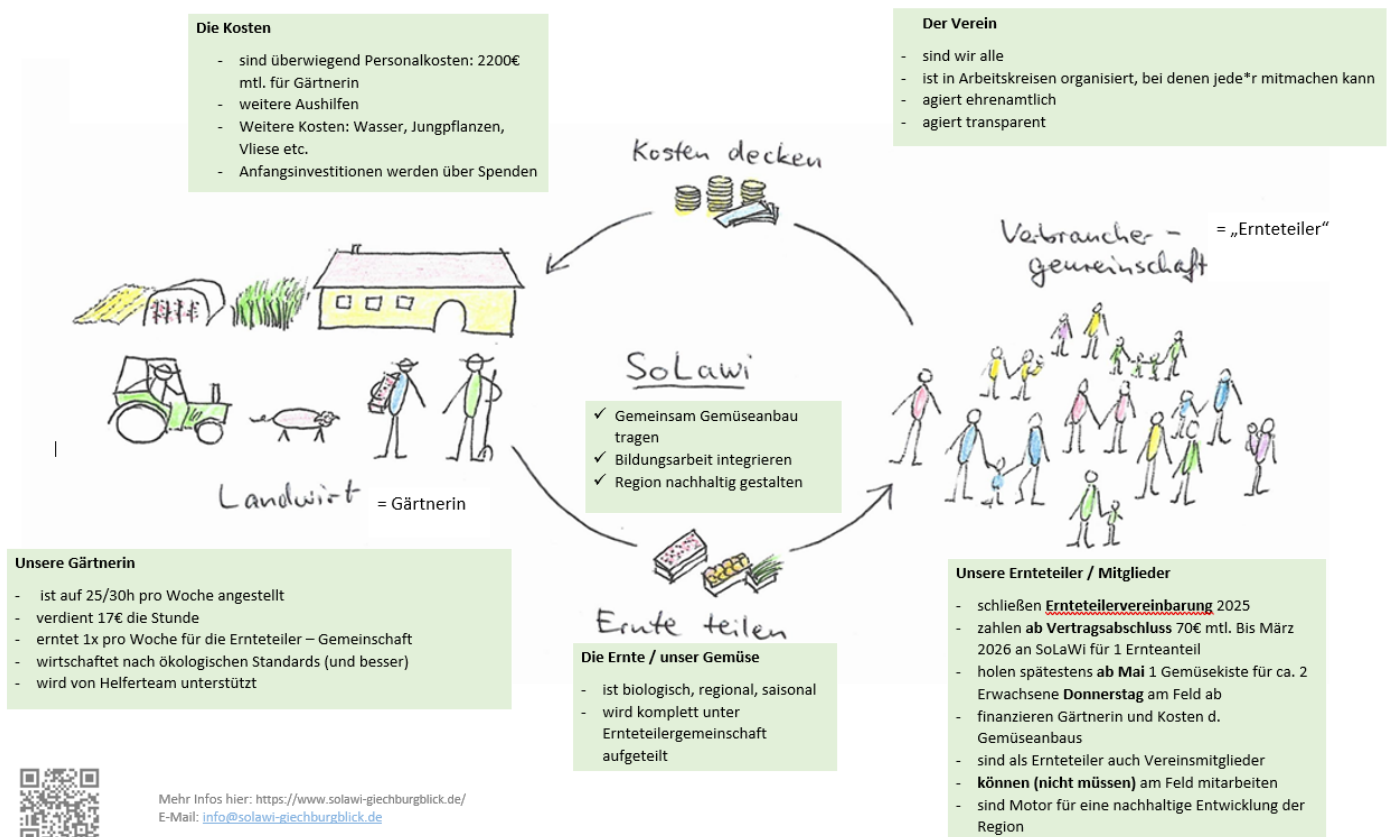 Die Kosten
- sind überwiegend Personalkosten: 2200€
mtl. für Gärtnerin
- weitere Aushilfen
- Weitere Kosten: Wasser, Jungpflanzen,
Vliese etc.
- Anfangsinvestitionen werden über Spenden
Der Verein
- sind wir alle
- ist in Arbeitskreisen organisiert, bei denen jede*r mitmachen kann
- agiert ehrenamtlich
- agiert transparent
Kosten decken
Verbraucher-
gemeinschaft
= „Ernteteiler“
SoLawi
✓ Gemeinsam Gemüseanbau
tragen
✓ Bildungsarbeit integrieren
✓ Region nachhaltig gestalten
Landwirt
= Gärtnerin
Unsere Gärtnerin
- ist auf 25/30h pro Woche angestellt
- verdient 17€ die Stunde
- erntet 1x pro Woche für die Ernteteiler – Gemeinschaft
- wirtschaftet nach ökologischen Standards (und besser)
- wird von Helferteam unterstützt
Ernte teilen
Die Ernte / unser Gemüse
- ist biologisch, regional, saisonal
- wird komplett unter
Ernteteilergemeinschaft
aufgeteilt
Unsere Ernteteiler / Mitglieder
- schließen Ernteteilervereinbarung 2025
- zahlen ab Vertragsabschluss 70€ mtl. Bis März
2026 an SoLaWi für 1 Ernteanteil
- holen spätestens ab Mai 1 Gemüsekiste für ca. 2
Erwachsene Donnerstag am Feld ab
- finanzieren Gärtnerin und Kosten d.
Gemüseanbaus
- sind als Ernteteiler auch Vereinsmitglieder
- können (nicht müssen) am Feld mitarbeiten
- sind Motor für eine nachhaltige Entwicklung der
Region
Mehr Infos hier: https://www.solawi-giechburgblick.de/
E-Mail: info@solawi-giechburgblick.de